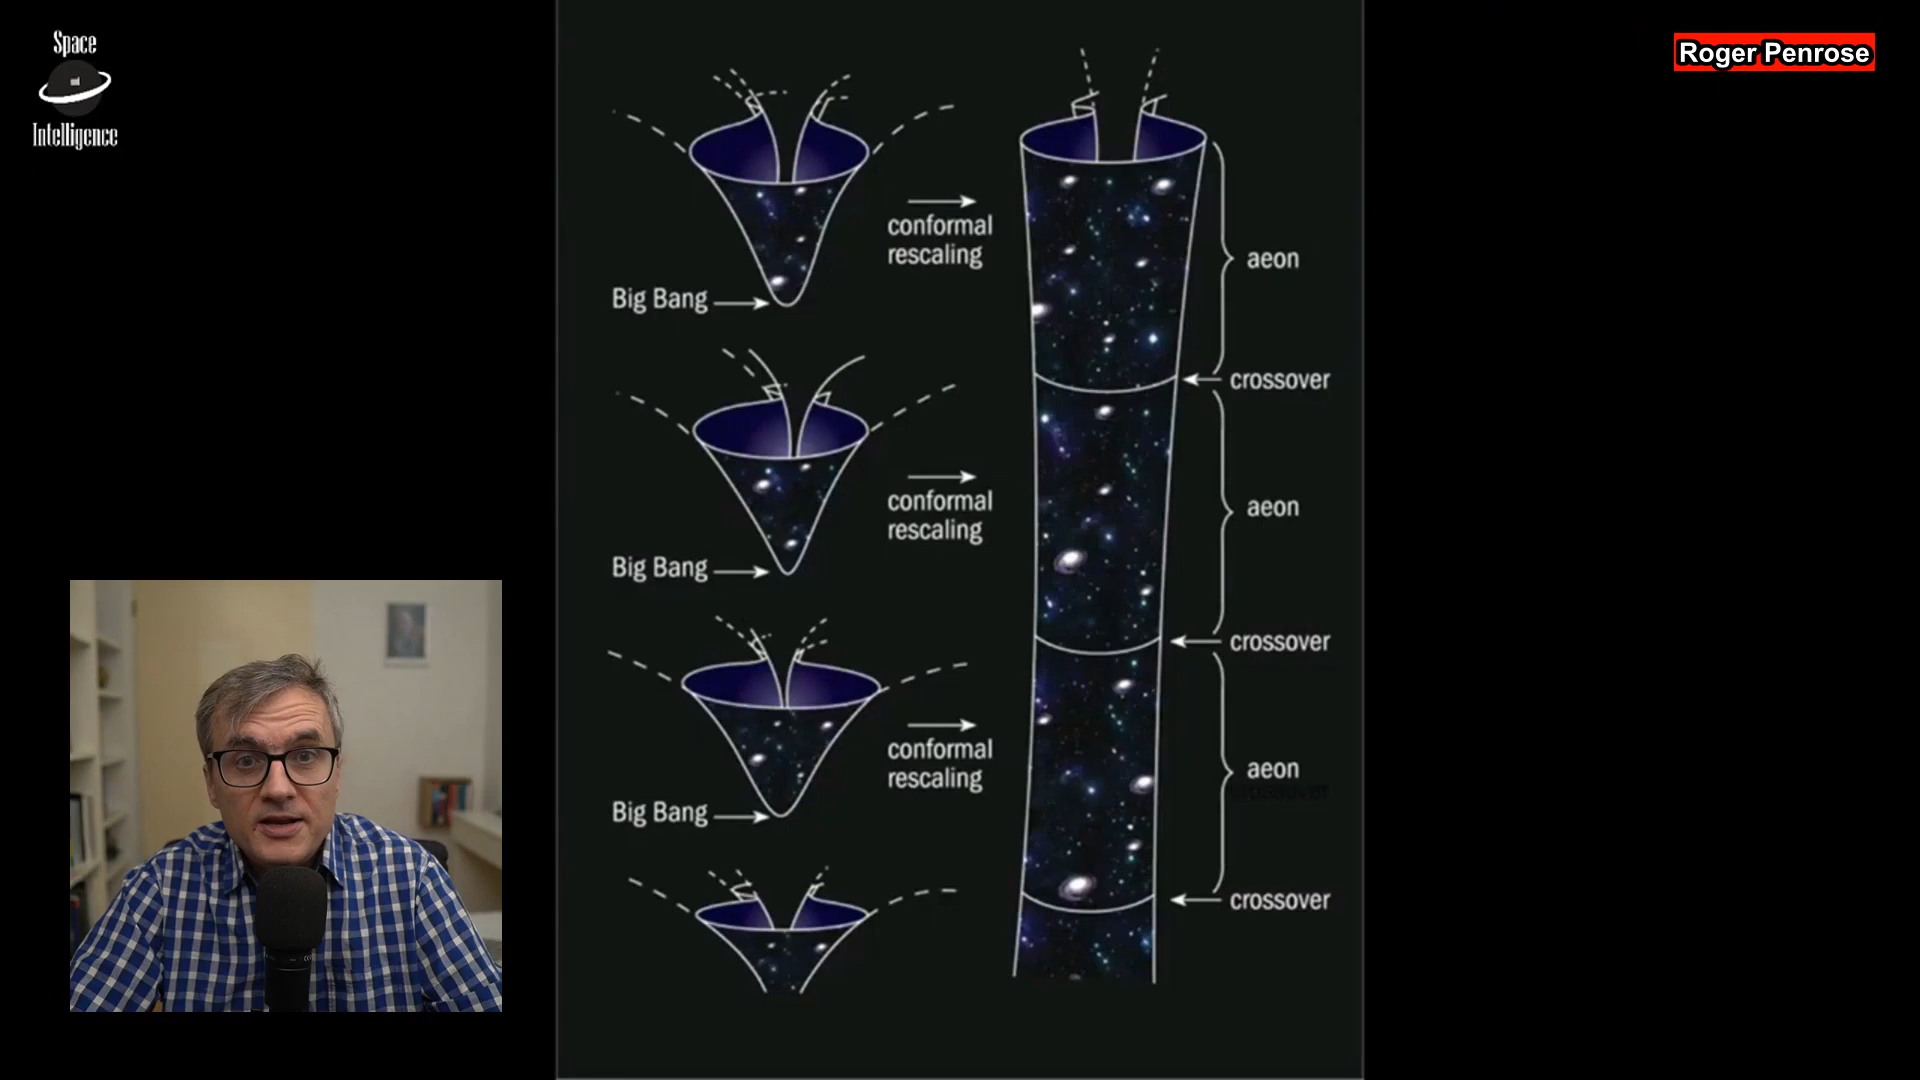 Space
Intelligence
Roger Penrose
conformal
rescaling
Big Bang
aeon
crossover
conformal
rescaling
Big Bang
aeon
crossover
conformal
rescaling
Big Bang
aeon
crossover